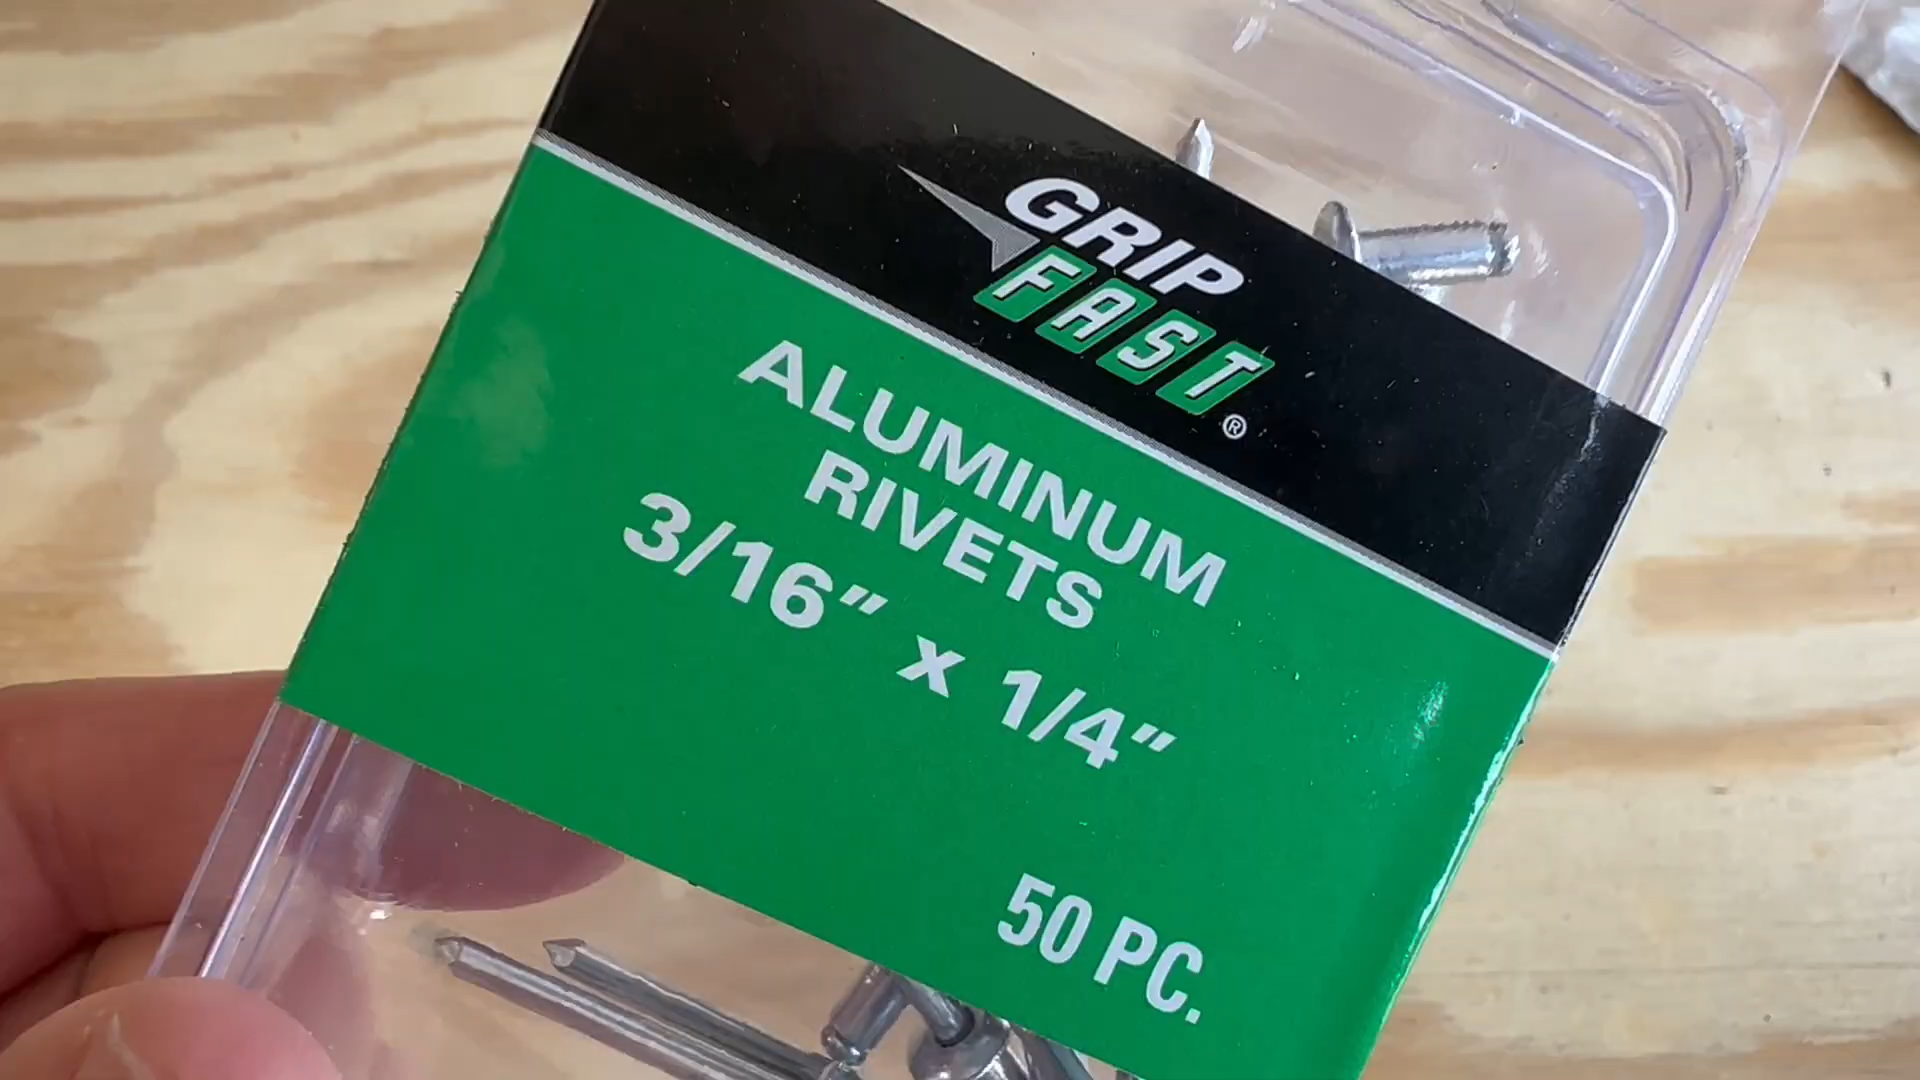 GRIP
FAST®
ALUMINUM
RIVETS
3/16" x 1/4"
50 PC.